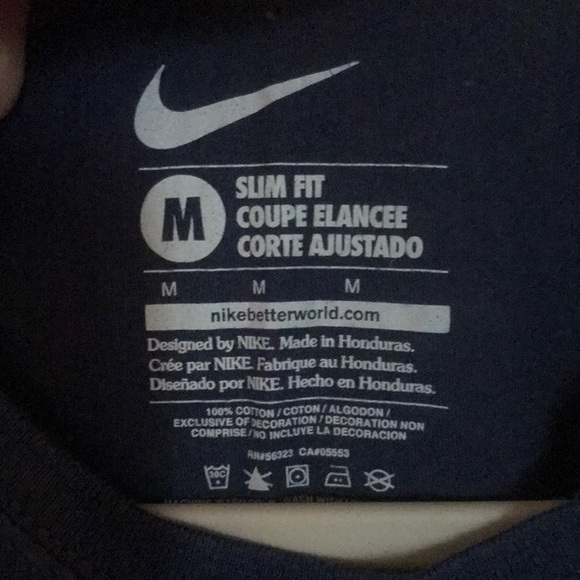 M
SLIM FIT
COUPE ELANCEE
CORTE AJUSTADO
M M M
nikebetterworld.com
Designed by NIKE. Made in Honduras.
Crée par NIKE. Fabrique au Honduras.
Diseñado por NIKE. Hecho en Honduras.
100% COTTON / COTON / ALGODON /
EXCLUSIVE OF DECORATION / DECORATION NON
COMPRISE / NO INCLUYE LA DECORACION
RN#56323 CA#05553
30C